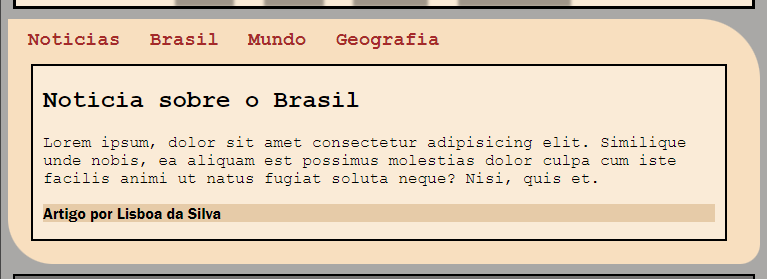 Noticias Brasil Mundo Geografia
Noticia sobre o Brasil
Lorem ipsum, dolor sit amet consectetur adipisicing elit. Similique
unde nobis, ea aliquam est possimus molestias dolor culpa cum iste
facilis animi ut natus fugiat soluta neque? Nisi, quis et.
Artigo por Lisboa da Silva